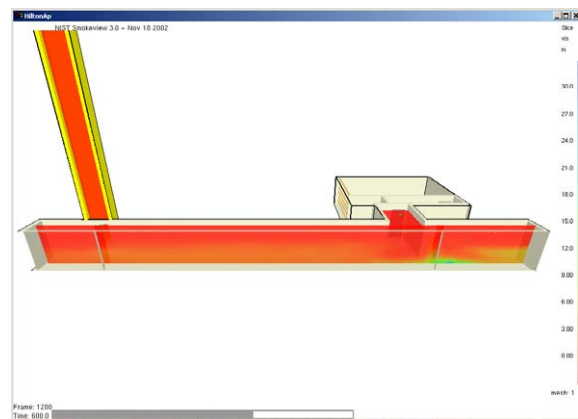 HiltonAp
NIST Smokeview 3.0 - Nov 18 2002
Slice
vis
m
30.0
27.0
24.0
21.0
18.0
15.0
12.0
9.00
6.00
3.00
0.00
mesh: 1
Frame: 1200
Time: 600.0